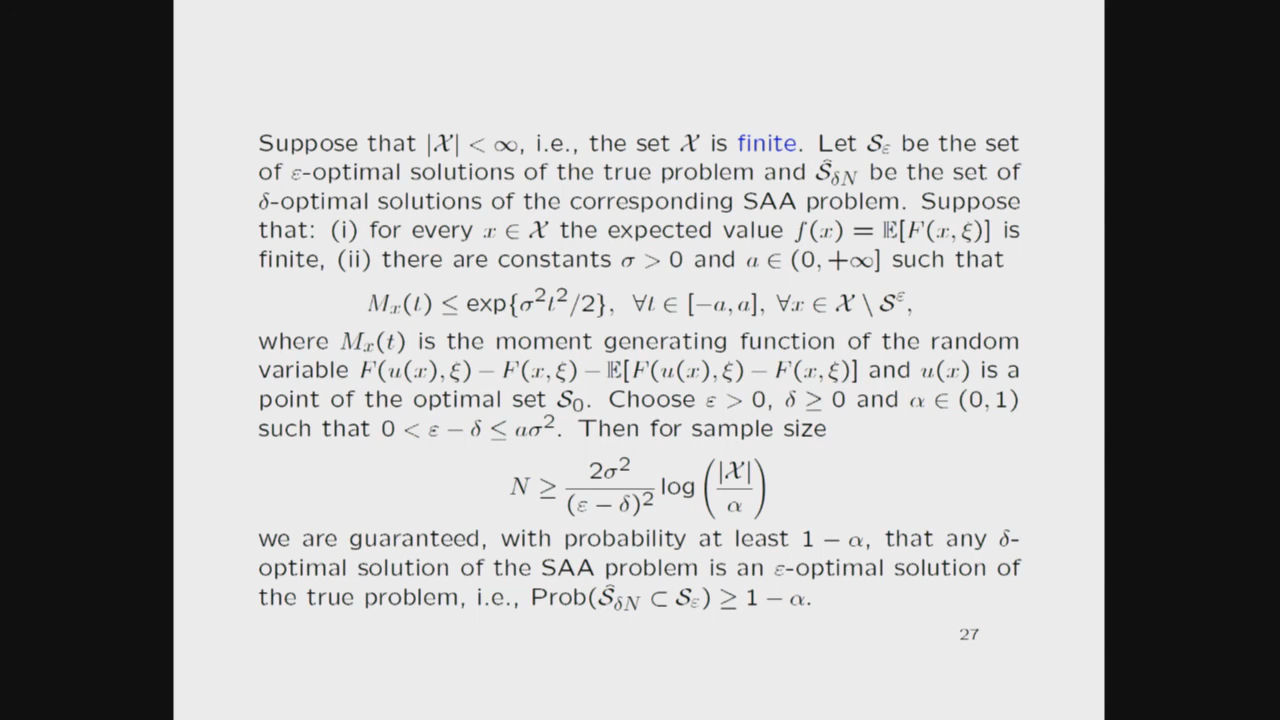 Suppose that |𝒳| < ∞, i.e., the set 𝒳 is finite. Let 𝒮_ε be the set
of ε-optimal solutions of the true problem and 𝒮̂_δN be the set of
δ-optimal solutions of the corresponding SAA problem. Suppose
that: (i) for every x ∈ 𝒳 the expected value f(x) = 𝔼[F(x, ξ)] is
finite, (ii) there are constants σ > 0 and a ∈ (0, +∞] such that
M_x(t) ≤ exp{σ²t²/2}, ∀t ∈ [−a, a], ∀x ∈ 𝒳 \ 𝒮^ε,
where M_x(t) is the moment generating function of the random
variable F(u(x), ξ) − F(x, ξ) − 𝔼[F(u(x), ξ) − F(x, ξ)] and u(x) is a
point of the optimal set 𝒮₀. Choose ε > 0, δ ≥ 0 and α ∈ (0, 1)
such that 0 < ε − δ ≤ aσ². Then for sample size
N ≥ 2σ²/(ε − δ)² log (|𝒳|/α)
we are guaranteed, with probability at least 1 − α, that any δ-
optimal solution of the SAA problem is an ε-optimal solution of
the true problem, i.e., Prob(𝒮̂_δN ⊂ 𝒮_ε) ≥ 1 − α.
27